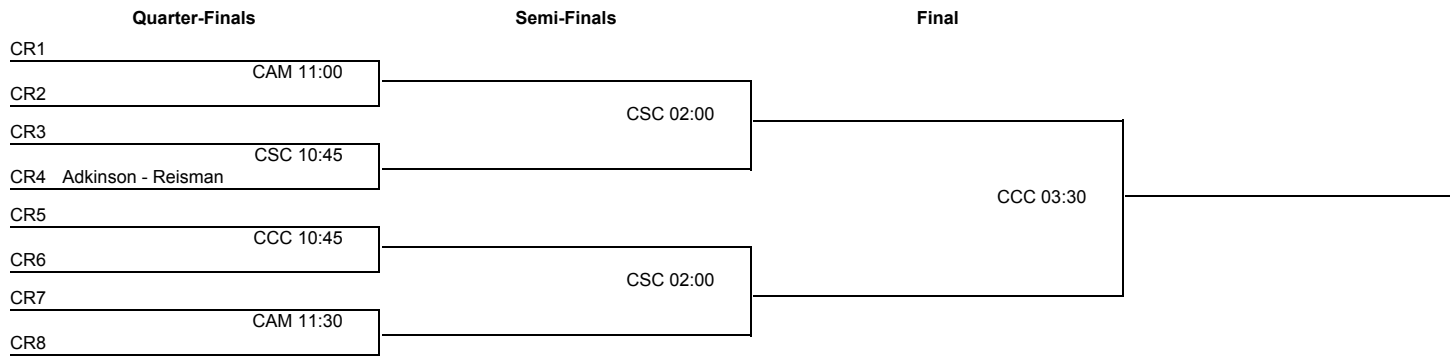 Quarter-Finals Semi-Finals Final
CR1
CAM 11:00
CR2
CSC 02:00
CR3
CSC 10:45
CR4 Adkinson - Reisman
CCC 03:30
CR5
CCC 10:45
CR6
CSC 02:00
CR7
CAM 11:30
CR8